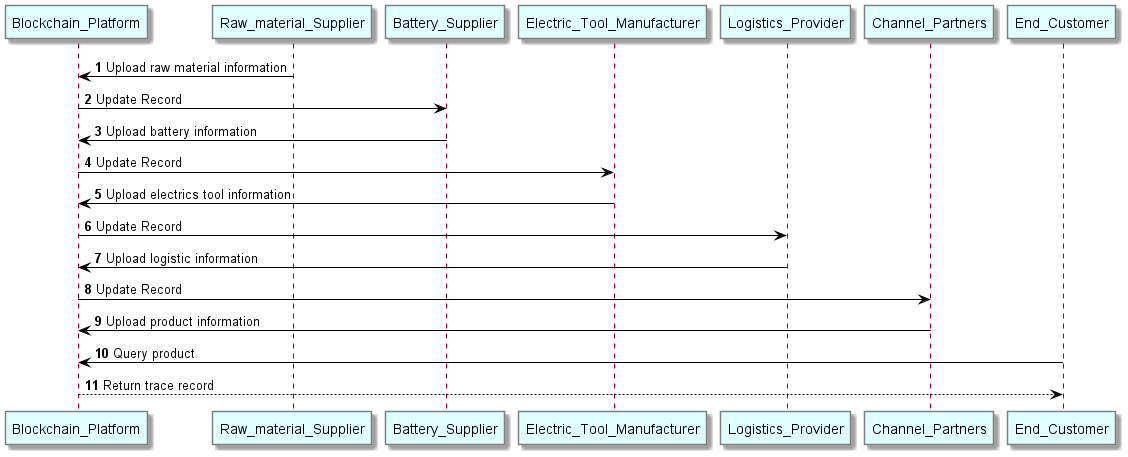 Blockchain_Platform Raw_material_Supplier Battery_Supplier Electric_Tool_Manufacturer Logistics_Provider Channel_Partners End_Customer
1 Upload raw material information
2 Update Record
3 Upload battery information
4 Update Record
5 Upload electrics tool information
6 Update Record
7 Upload logistic information
8 Update Record
9 Upload product information
10 Query product
11 Return trace record
Blockchain_Platform Raw_material_Supplier Battery_Supplier Electric_Tool_Manufacturer Logistics_Provider Channel_Partners End_Customer